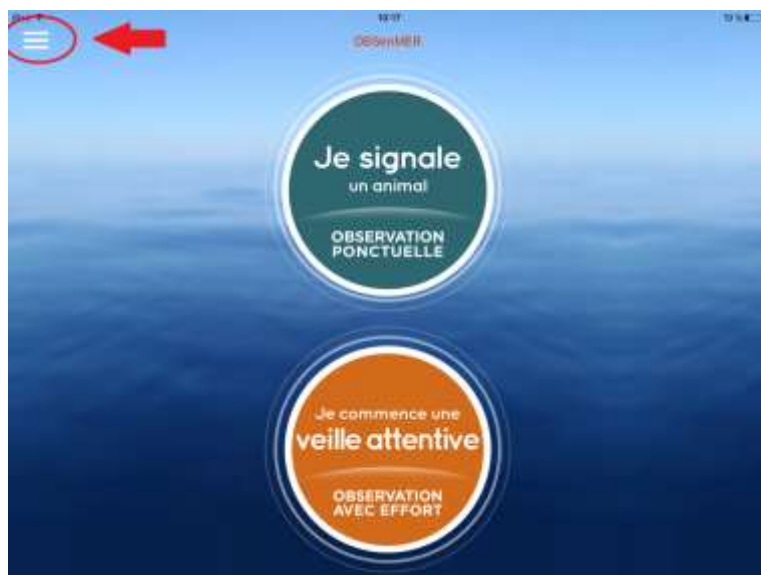 OBSenMER
Je signale
un animal
OBSERVATION
PONCTUELLE
Je commence une
veille attentive
OBSERVATION
AVEC EFFORT